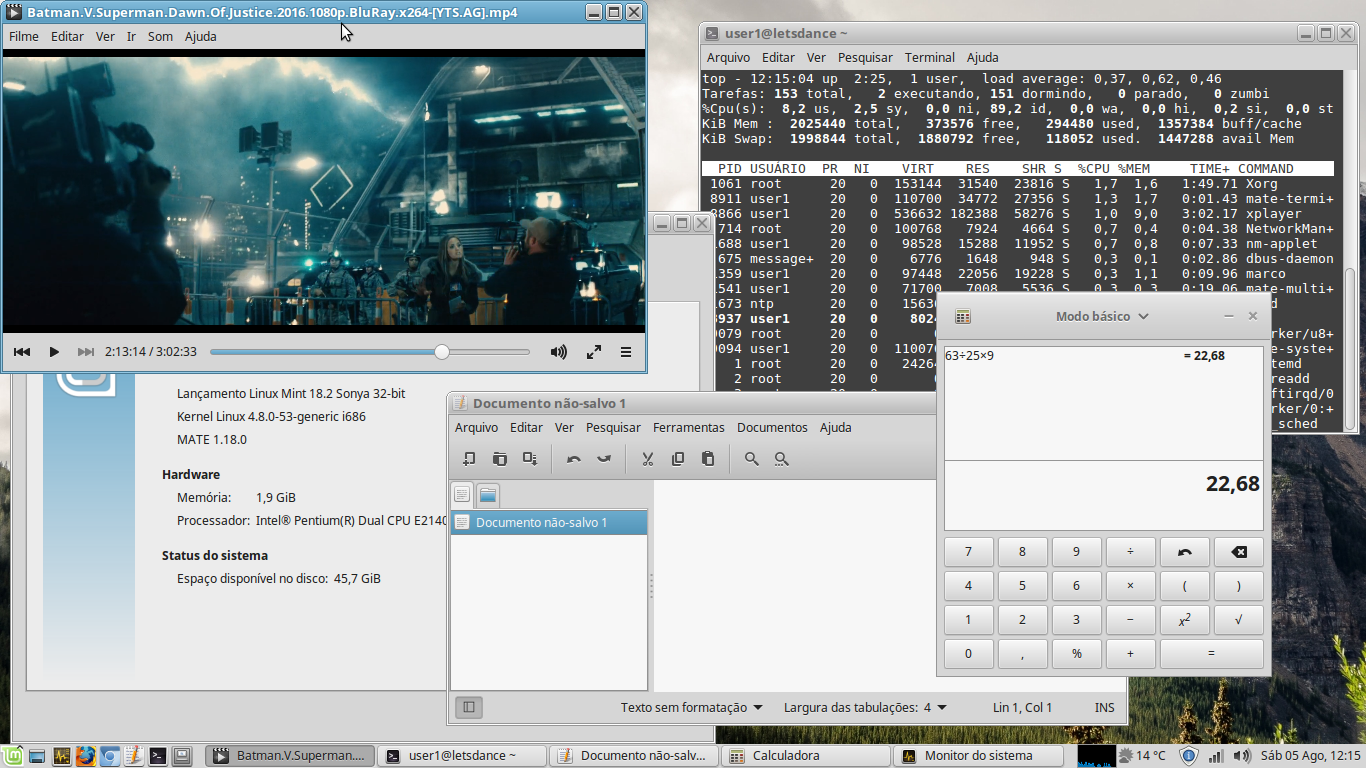 Batman.V.Superman.Dawn.Of.Justice.2016.1080p.BluRay.x264-[YTS.AG].mp4
Filme Editar Ver Ir Som Ajuda
2:13:14 / 3:02:33
user1@letsdance ~
Arquivo Editar Ver Pesquisar Terminal Ajuda
top - 12:15:04 up 2:25, 1 user, load average: 0,37, 0,62, 0,46
Tarefas: 153 total, 2 executando, 151 dormindo, 0 parado, 0 zumbi
%Cpu(s): 8,2 us, 2,5 sy, 0,0 ni, 89,2 id, 0,0 wa, 0,0 hi, 0,2 si, 0,0 st
KiB Mem : 2025440 total, 373576 free, 294480 used, 1357384 buff/cache
KiB Swap: 1998844 total, 1880792 free, 118052 used. 1447288 avail Mem
PID USUÁRIO PR NI VIRT RES SHR S %CPU %MEM TIME+ COMMAND
1061 root 20 0 153144 31540 23816 S 1,7 1,6 1:49.71 Xorg
8911 user1 20 0 110700 34772 27356 S 1,3 1,7 0:01.43 mate-termi+
8866 user1 20 0 536632 182388 58276 S 1,0 9,0 3:02.17 xplayer
714 root 20 0 100768 7924 4664 S 0,7 0,4 0:04.38 NetworkMan+
1688 user1 20 0 98528 15288 11952 S 0,7 0,8 0:07.33 nm-applet
675 message+ 20 0 6776 1648 948 S 0,3 0,1 0:02.86 dbus-daemon
1359 user1 20 0 97448 22056 19228 S 0,3 1,1 0:09.96 marco
1541 user1 20 0 71700 7008 5536 S 0,3 0,3 0:19.06 mate-multi+
1673 ntp 20 0 1563
8937 user1 20 0 802
root 20 0 rker/u8+
user1 20 0 11007 e-syste+
1 root 20 0 2426 temd
2 root 20 0 readd
ftirqd/0
rker/0:+
_sched
Lançamento Linux Mint 18.2 Sonya 32-bit
Kernel Linux 4.8.0-53-generic i686
MATE 1.18.0
Hardware
Memória: 1,9 GiB
Processador: Intel® Pentium(R) Dual CPU E2140
Status do sistema
Espaço disponível no disco: 45,7 GiB
Documento não-salvo 1
Arquivo Editar Ver Pesquisar Ferramentas Documentos Ajuda
Documento não-salvo 1
Texto sem formatação Largura das tabulações: 4 Lin 1, Col 1 INS
Modo básico
63÷25×9 = 22,68
22,68
7 8 9 ÷
4 5 6 × ( )
1 2 3 − x² √
0 , % + =
Batman.V.Superman.... user1@letsdance ~ Documento não-salv... Calculadora Monitor do sistema 14 °C Sáb 05 Ago, 12:15